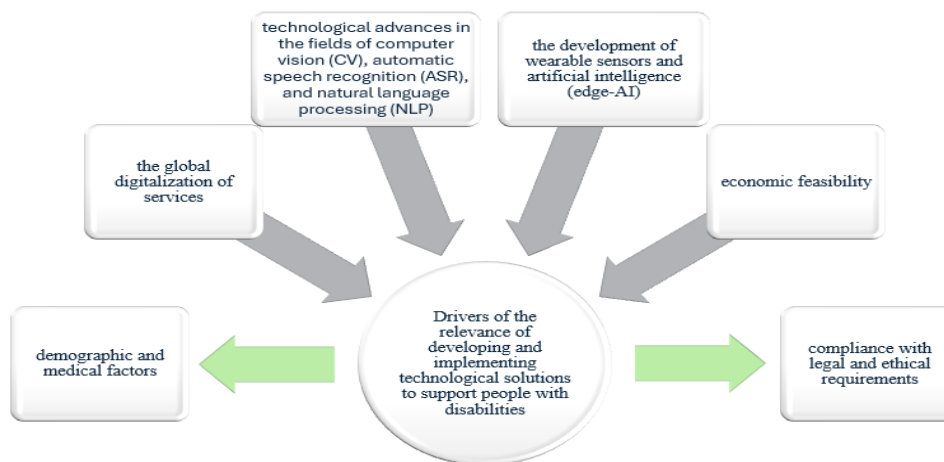 technological advances in
the fields of computer
vision (CV), automatic
speech recognition (ASR),
and natural language
processing (NLP)
the development of
wearable sensors and
artificial intelligence
(edge-AI)
the global
digitalization of
services
economic feasibility
Drivers of the
relevance of
developing and
implementing
technological solutions
to support people with
disabilities
demographic and
medical factors
compliance with
legal and ethical
requirements